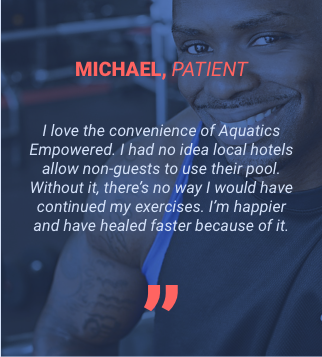 MICHAEL, PATIENT
I love the convenience of Aquatics
Empowered. I had no idea local hotels
allow non-guests to use their pool.
Without it, there's no way I would have
continued my exercises. I'm happier
and have healed faster because of it.
”